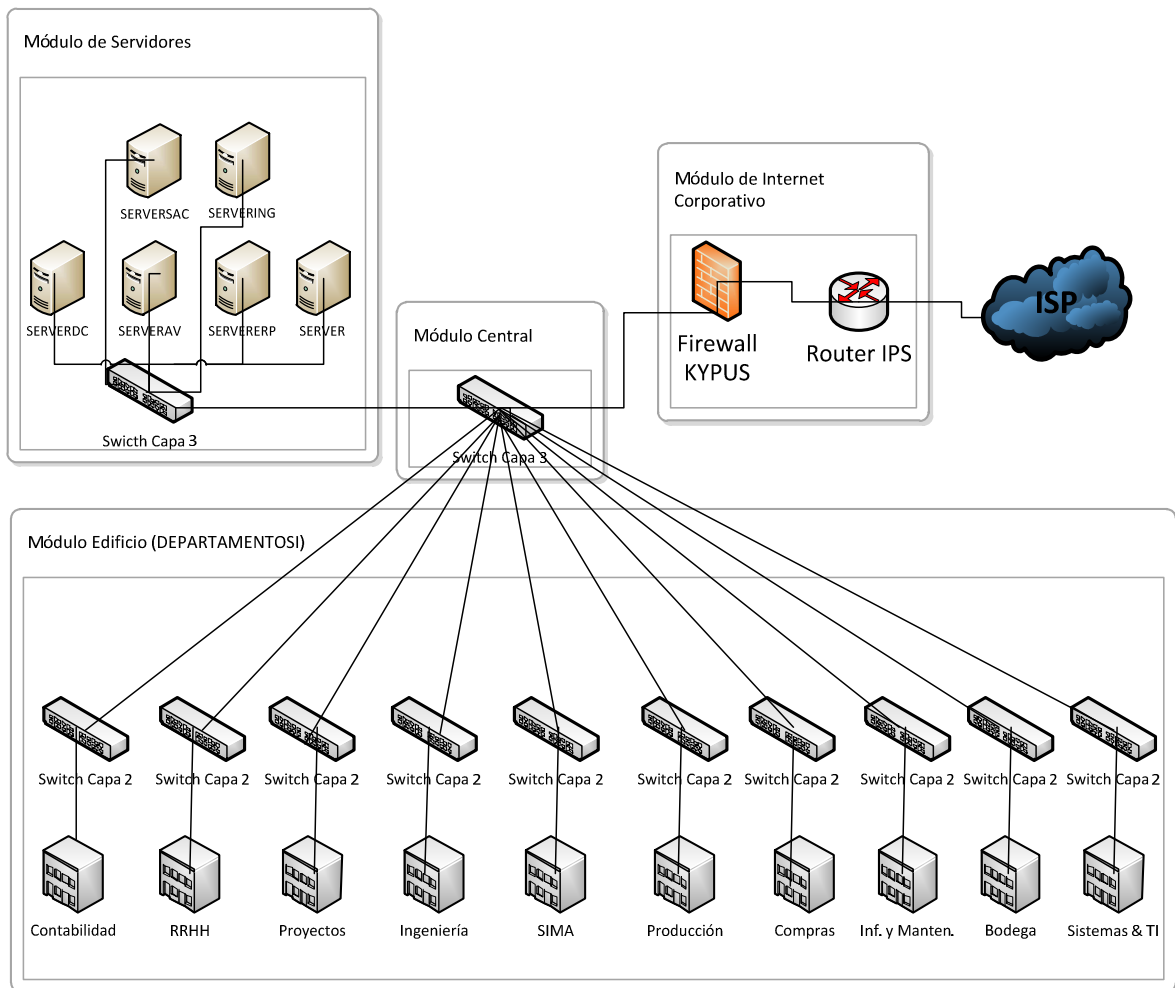 Módulo de Servidores
SERVERSAC
SERVERING
SERVERDC
SERVERAV
SERVERERP
SERVER
Swicth Capa 3
Módulo Central
Switch Capa 3
Módulo de Internet
Corporativo
Firewall
KYPUS
Router IPS
ISP
Módulo Edificio (DEPARTAMENTOSI)
Switch Capa 2
Switch Capa 2
Switch Capa 2
Switch Capa 2
Switch Capa 2
Switch Capa 2
Switch Capa 2
Switch Capa 2
Switch Capa 2
Switch Capa 2
Contabilidad
RRHH
Proyectos
Ingeniería
SIMA
Producción
Compras
Inf. y Manten.
Bodega
Sistemas & TI